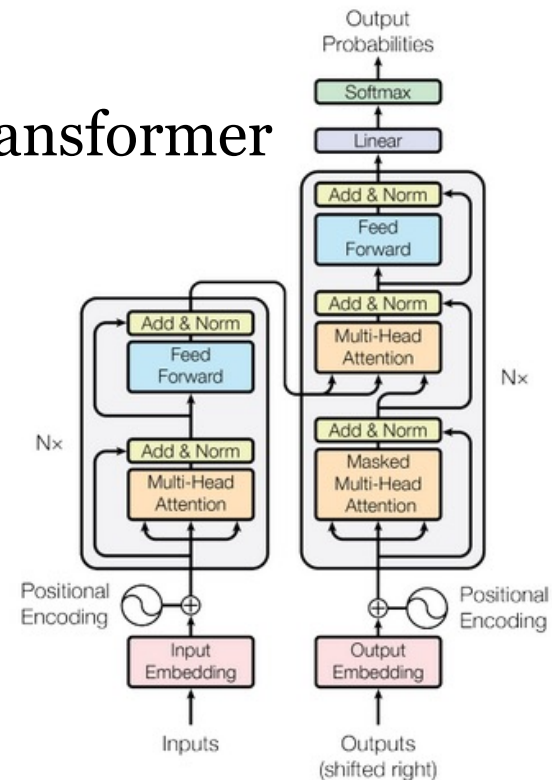 ansformer
Output
Probabilities
Softmax
Linear
Add & Norm
Feed
Forward
Add & Norm
Multi-Head
Attention
Add & Norm
Masked
Multi-Head
Attention
Nx
Positional
Encoding
Output
Embedding
Outputs
(shifted right)
Add & Norm
Feed
Forward
Add & Norm
Multi-Head
Attention
Nx
Positional
Encoding
Input
Embedding
Inputs